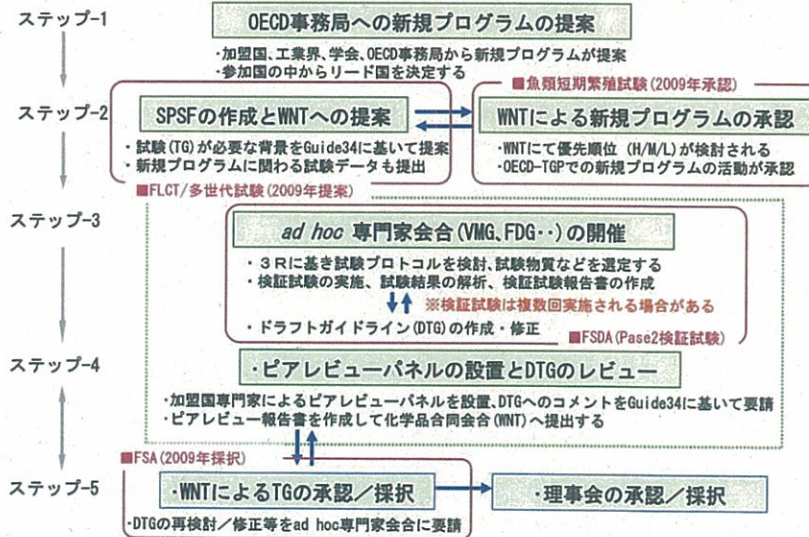 ステップ-1
OECD事務局への新規プログラムの提案
・加盟国、工業界、学会、OECD事務局から新規プログラムが提案
・参加国の中からリード国を決定する
■魚類短期繁殖試験(2009年承認)
ステップ-2
SPSFの作成とWNTへの提案
WNTによる新規プログラムの承認
・試験(TG)が必要な背景をGuide34に基いて提案
・新規プログラムに関わる試験データも提出
・WNTにて優先順位 (H/M/L)が検討される
・OECD-TGPでの新規プログラムの活動が承認
■FLCT/多世代試験(2009年提案)
ステップ-3
ad hoc 専門家会合(VMG、FDG‥)の開催
・３Rに基き試験プロトコルを検討、試験物質などを選定する
・検証試験の実施、試験結果の解析、検証試験報告書の作成
※検証試験は複数回実施される場合がある
・ドラフトガイドライン(DTG)の作成・修正
■FSDA(Pase2検証試験)
ステップ-4
・ピアレビューパネルの設置とDTGのレビュー
・加盟国専門家によるピアレビューパネルを設置、DTGへのコメントをGuide34に基いて要請
・ピアレビュー報告書を作成して化学品合同会合(WNT)へ提出する
■FSA(2009年採択)
ステップ-5
・WNTによるTGの承認/採択
・理事会の承認/採択
・DTGの再検討/修正等をad hoc専門家会合に要請